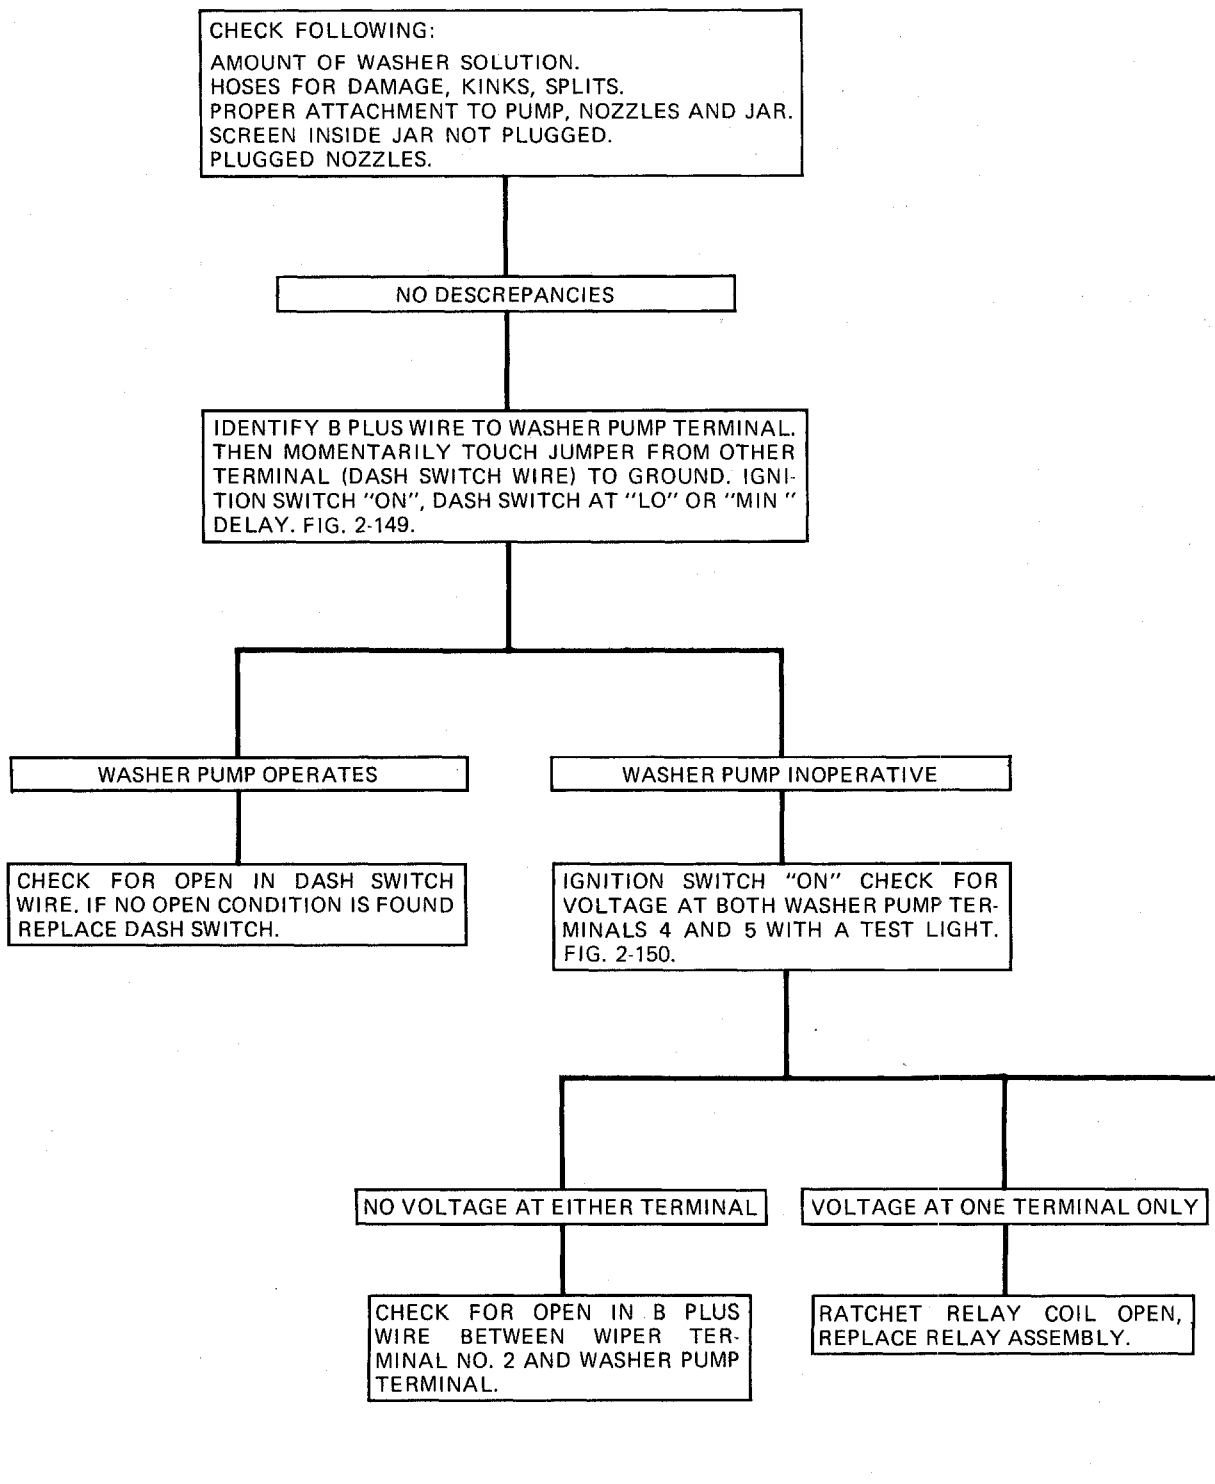 CHECK FOLLOWING:
AMOUNT OF WASHER SOLUTION.
HOSES FOR DAMAGE, KINKS, SPLITS.
PROPER ATTACHMENT TO PUMP, NOZZLES AND JAR.
SCREEN INSIDE JAR NOT PLUGGED.
PLUGGED NOZZLES.
NO DESCREPANCIES
IDENTIFY B PLUS WIRE TO WASHER PUMP TERMINAL.
THEN MOMENTARILY TOUCH JUMPER FROM OTHER
TERMINAL (DASH SWITCH WIRE) TO GROUND. IGNI-
TION SWITCH "ON", DASH SWITCH AT "LO" OR "MIN "
DELAY. FIG. 2-149.
WASHER PUMP OPERATES
WASHER PUMP INOPERATIVE
CHECK FOR OPEN IN DASH SWITCH
WIRE. IF NO OPEN CONDITION IS FOUND
REPLACE DASH SWITCH.
IGNITION SWITCH "ON" CHECK FOR
VOLTAGE AT BOTH WASHER PUMP TER-
MINALS 4 AND 5 WITH A TEST LIGHT.
FIG. 2-150.
NO VOLTAGE AT EITHER TERMINAL
VOLTAGE AT ONE TERMINAL ONLY
CHECK FOR OPEN IN B PLUS
WIRE BETWEEN WIPER TER-
MINAL NO. 2 AND WASHER PUMP
TERMINAL.
RATCHET RELAY COIL OPEN,
REPLACE RELAY ASSEMBLY.